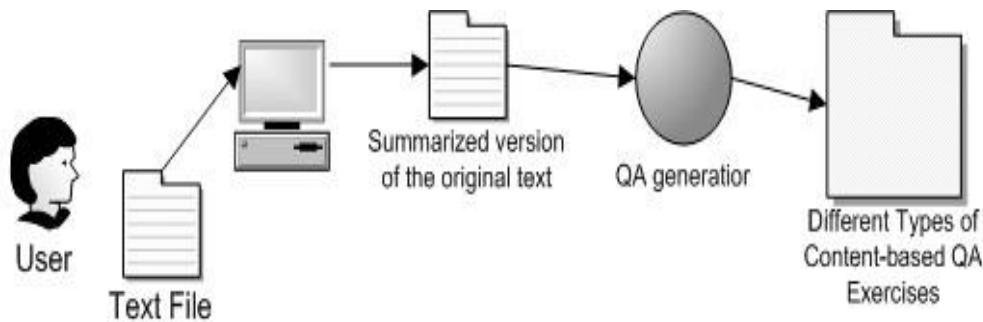 User
Text File
Summarized version
of the original text
QA generatior
Different Types of
Content-based QA
Exercises